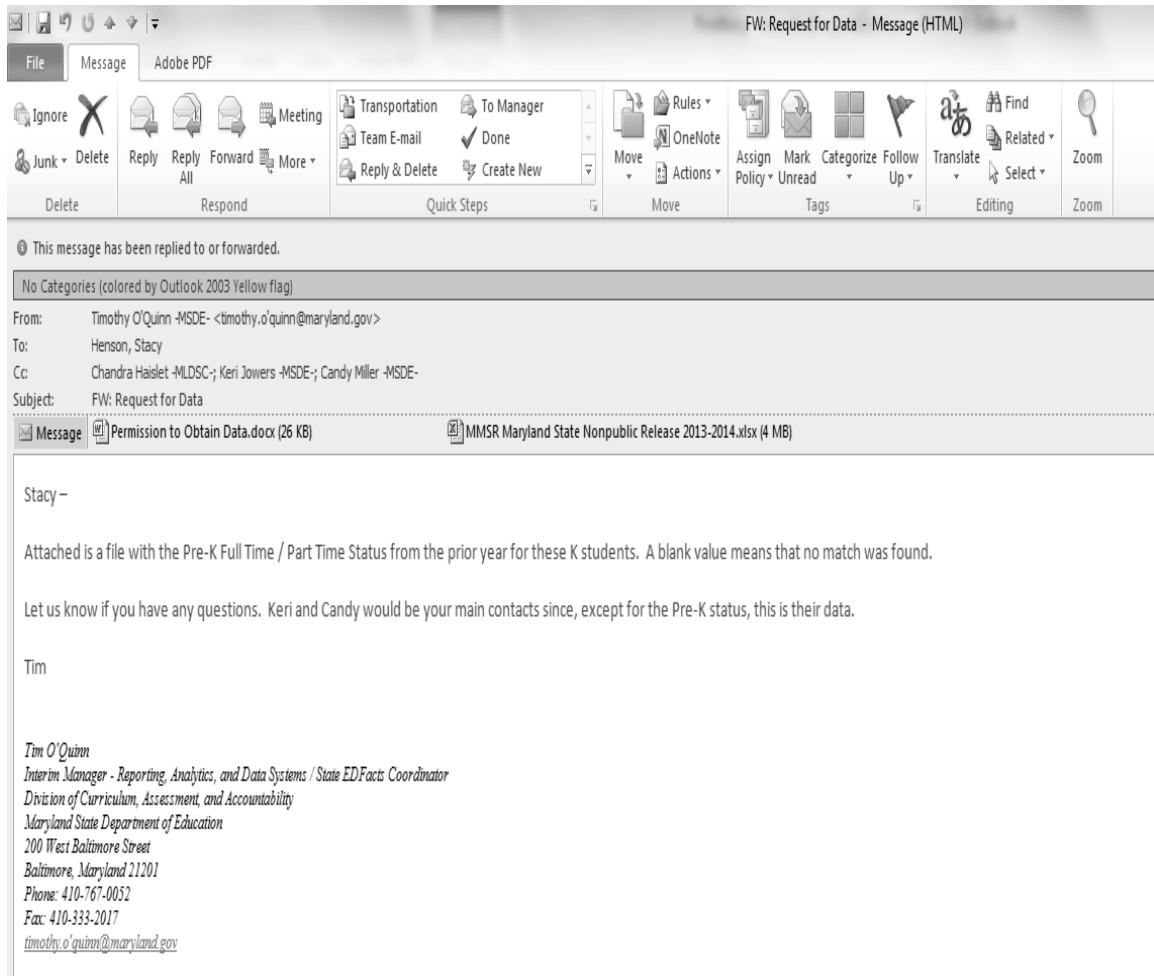 FW: Request for Data - Message (HTML)
File Message Adobe PDF
Ignore
Junk Delete
Reply Reply All Forward Meeting More
Transportation To Manager
Team E-mail Done
Reply & Delete Create New
Move Rules OneNote Actions
Assign Policy Mark Unread Categorize Follow Up
Translate Find Related Select
Zoom
Delete Respond Quick Steps Move Tags Editing Zoom
This message has been replied to or forwarded.
No Categories (colored by Outlook 2003 Yellow flag)
From: Timothy O'Quinn -MSDE- <timothy.o'quinn@maryland.gov>
To: Henson, Stacy
Cc: Chandra Haislet -MLDSC-; Keri Jowers -MSDE-; Candy Miller -MSDE-
Subject: FW: Request for Data
Message Permission to Obtain Data.docx (26 KB) MMSR Maryland State Nonpublic Release 2013-2014.xlsx (4 MB)
Stacy –
Attached is a file with the Pre-K Full Time / Part Time Status from the prior year for these K students. A blank value means that no match was found.
Let us know if you have any questions. Keri and Candy would be your main contacts since, except for the Pre-K status, this is their data.
Tim
Tim O'Quinn
Interim Manager - Reporting, Analytics, and Data Systems / State EDFacts Coordinator
Division of Curriculum, Assessment, and Accountability
Maryland State Department of Education
200 West Baltimore Street
Baltimore, Maryland 21201
Phone: 410-767-0052
Fax: 410-333-2017
timothy.o'quinn@maryland.gov